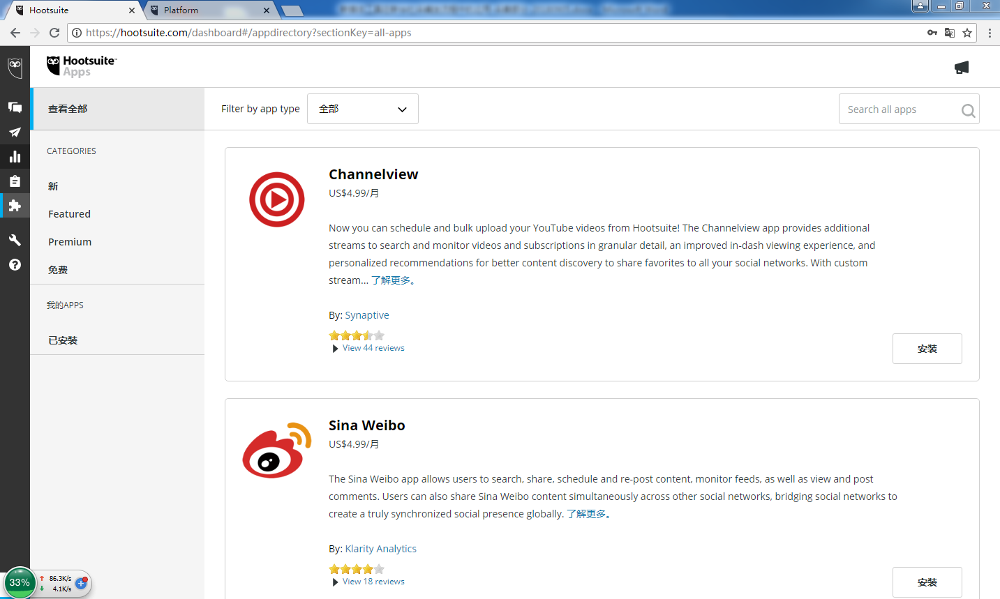 Hootsuite
Platform
https://hootsuite.com/dashboard#/appdirectory?sectionKey=all-apps
Hootsuite™
Apps
查看全部
Filter by app type
全部
Search all apps
CATEGORIES
新
Featured
Premium
免费
我的APPS
已安装
Channelview
US$4.99/月
Now you can schedule and bulk upload your YouTube videos from Hootsuite! The Channelview app provides additional
streams to search and monitor videos and subscriptions in granular detail, an improved in-dash viewing experience, and
personalized recommendations for better content discovery to share favorites to all your social networks. With custom
stream... 了解更多。
By: Synaptive
View 44 reviews
安装
Sina Weibo
US$4.99/月
The Sina Weibo app allows users to search, share, schedule and re-post content, monitor feeds, as well as view and post
comments. Users can also share Sina Weibo content simultaneously across other social networks, bridging social networks to
create a truly synchronized social presence globally. 了解更多。
By: Klarity Analytics
View 18 reviews
安装
33%
86.3K/s
4.1K/s